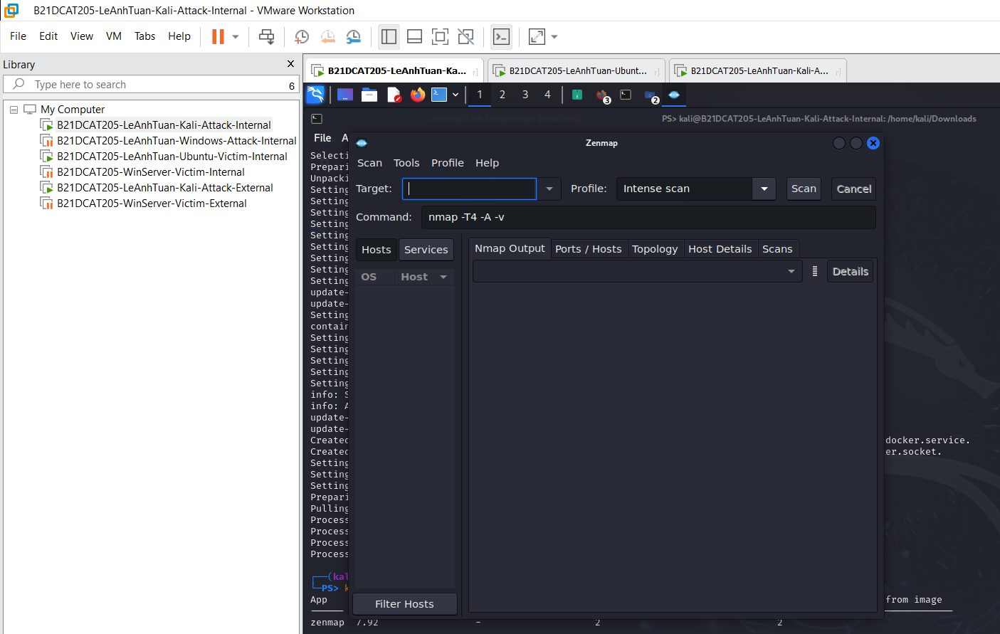 B21DCAT205-LeAnhTuan-Kali-Attack-Internal - VMware Workstation
File Edit View VM Tabs Help
Library
Type here to search 6
My Computer
B21DCAT205-LeAnhTuan-Kali-Attack-Internal
B21DCAT205-LeAnhTuan-Windows-Attack-Internal
B21DCAT205-LeAnhTuan-Ubuntu-Victim-Internal
B21DCAT205-WinServer-Victim-Internal
B21DCAT205-LeAnhTuan-Kali-Attack-External
B21DCAT205-WinServer-Victim-External
B21DCAT205-LeAnhTuan-Ka... B21DCAT205-LeAnhTuan-Ubunt... B21DCAT205-LeAnhTuan-Kali-A...
1 2 3 4 3 2
PS> kali@B21DCAT205-LeAnhTuan-Kali-Attack-Internal: /home/kali/Downloads
File A
Zenmap
Scan Tools Profile Help
Target: Profile: Intense scan Scan Cancel
Command: nmap -T4 -A -v
Hosts Services
OS Host
Nmap Output Ports / Hosts Topology Host Details Scans
Details
Filter Hosts
Selecti
Prepari
Unpacki
Setting
Setting
Setting
Setting
Setting
Setting
Setting
Setting
Setting
update-
update-
Setting
contain
Setting
Setting
Setting
Setting
Setting
info: S
info: A
update-
update-
Created docker.service.
Created er.socket.
Setting
Setting
Setting
Prepari
Pulling
Process
Process
Process
Process
(kal
PS> k
App from image
zenmap 7.92 - 2 2